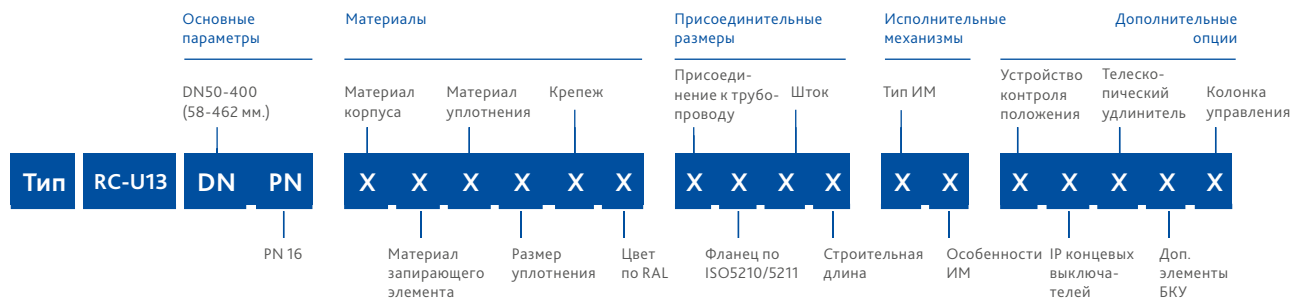 Основные
параметры
Материалы
Присоединительные
размеры
Исполнительные
механизмы
Дополнительные
опции
DN50-400
(58-462 мм.)
Материал
корпуса
Материал
уплотнения
Крепеж
Присоеди-
нение к трубо-
проводу
Шток
Тип ИМ
Устройство
контроля
положения
Телеско-
пический
удлинитель
Колонка
управления
Тип RC-U13 DN PN X X X X X X X X X X X X X X X X X
PN 16
Материал
запирающего
элемента
Размер
уплотнения
Цвет
по RAL
Фланец по
ISO5210/5211
Строительная
длина
Особенности
ИМ
IP концевых
выключа-
телей
Доп.
элементы
БКУ